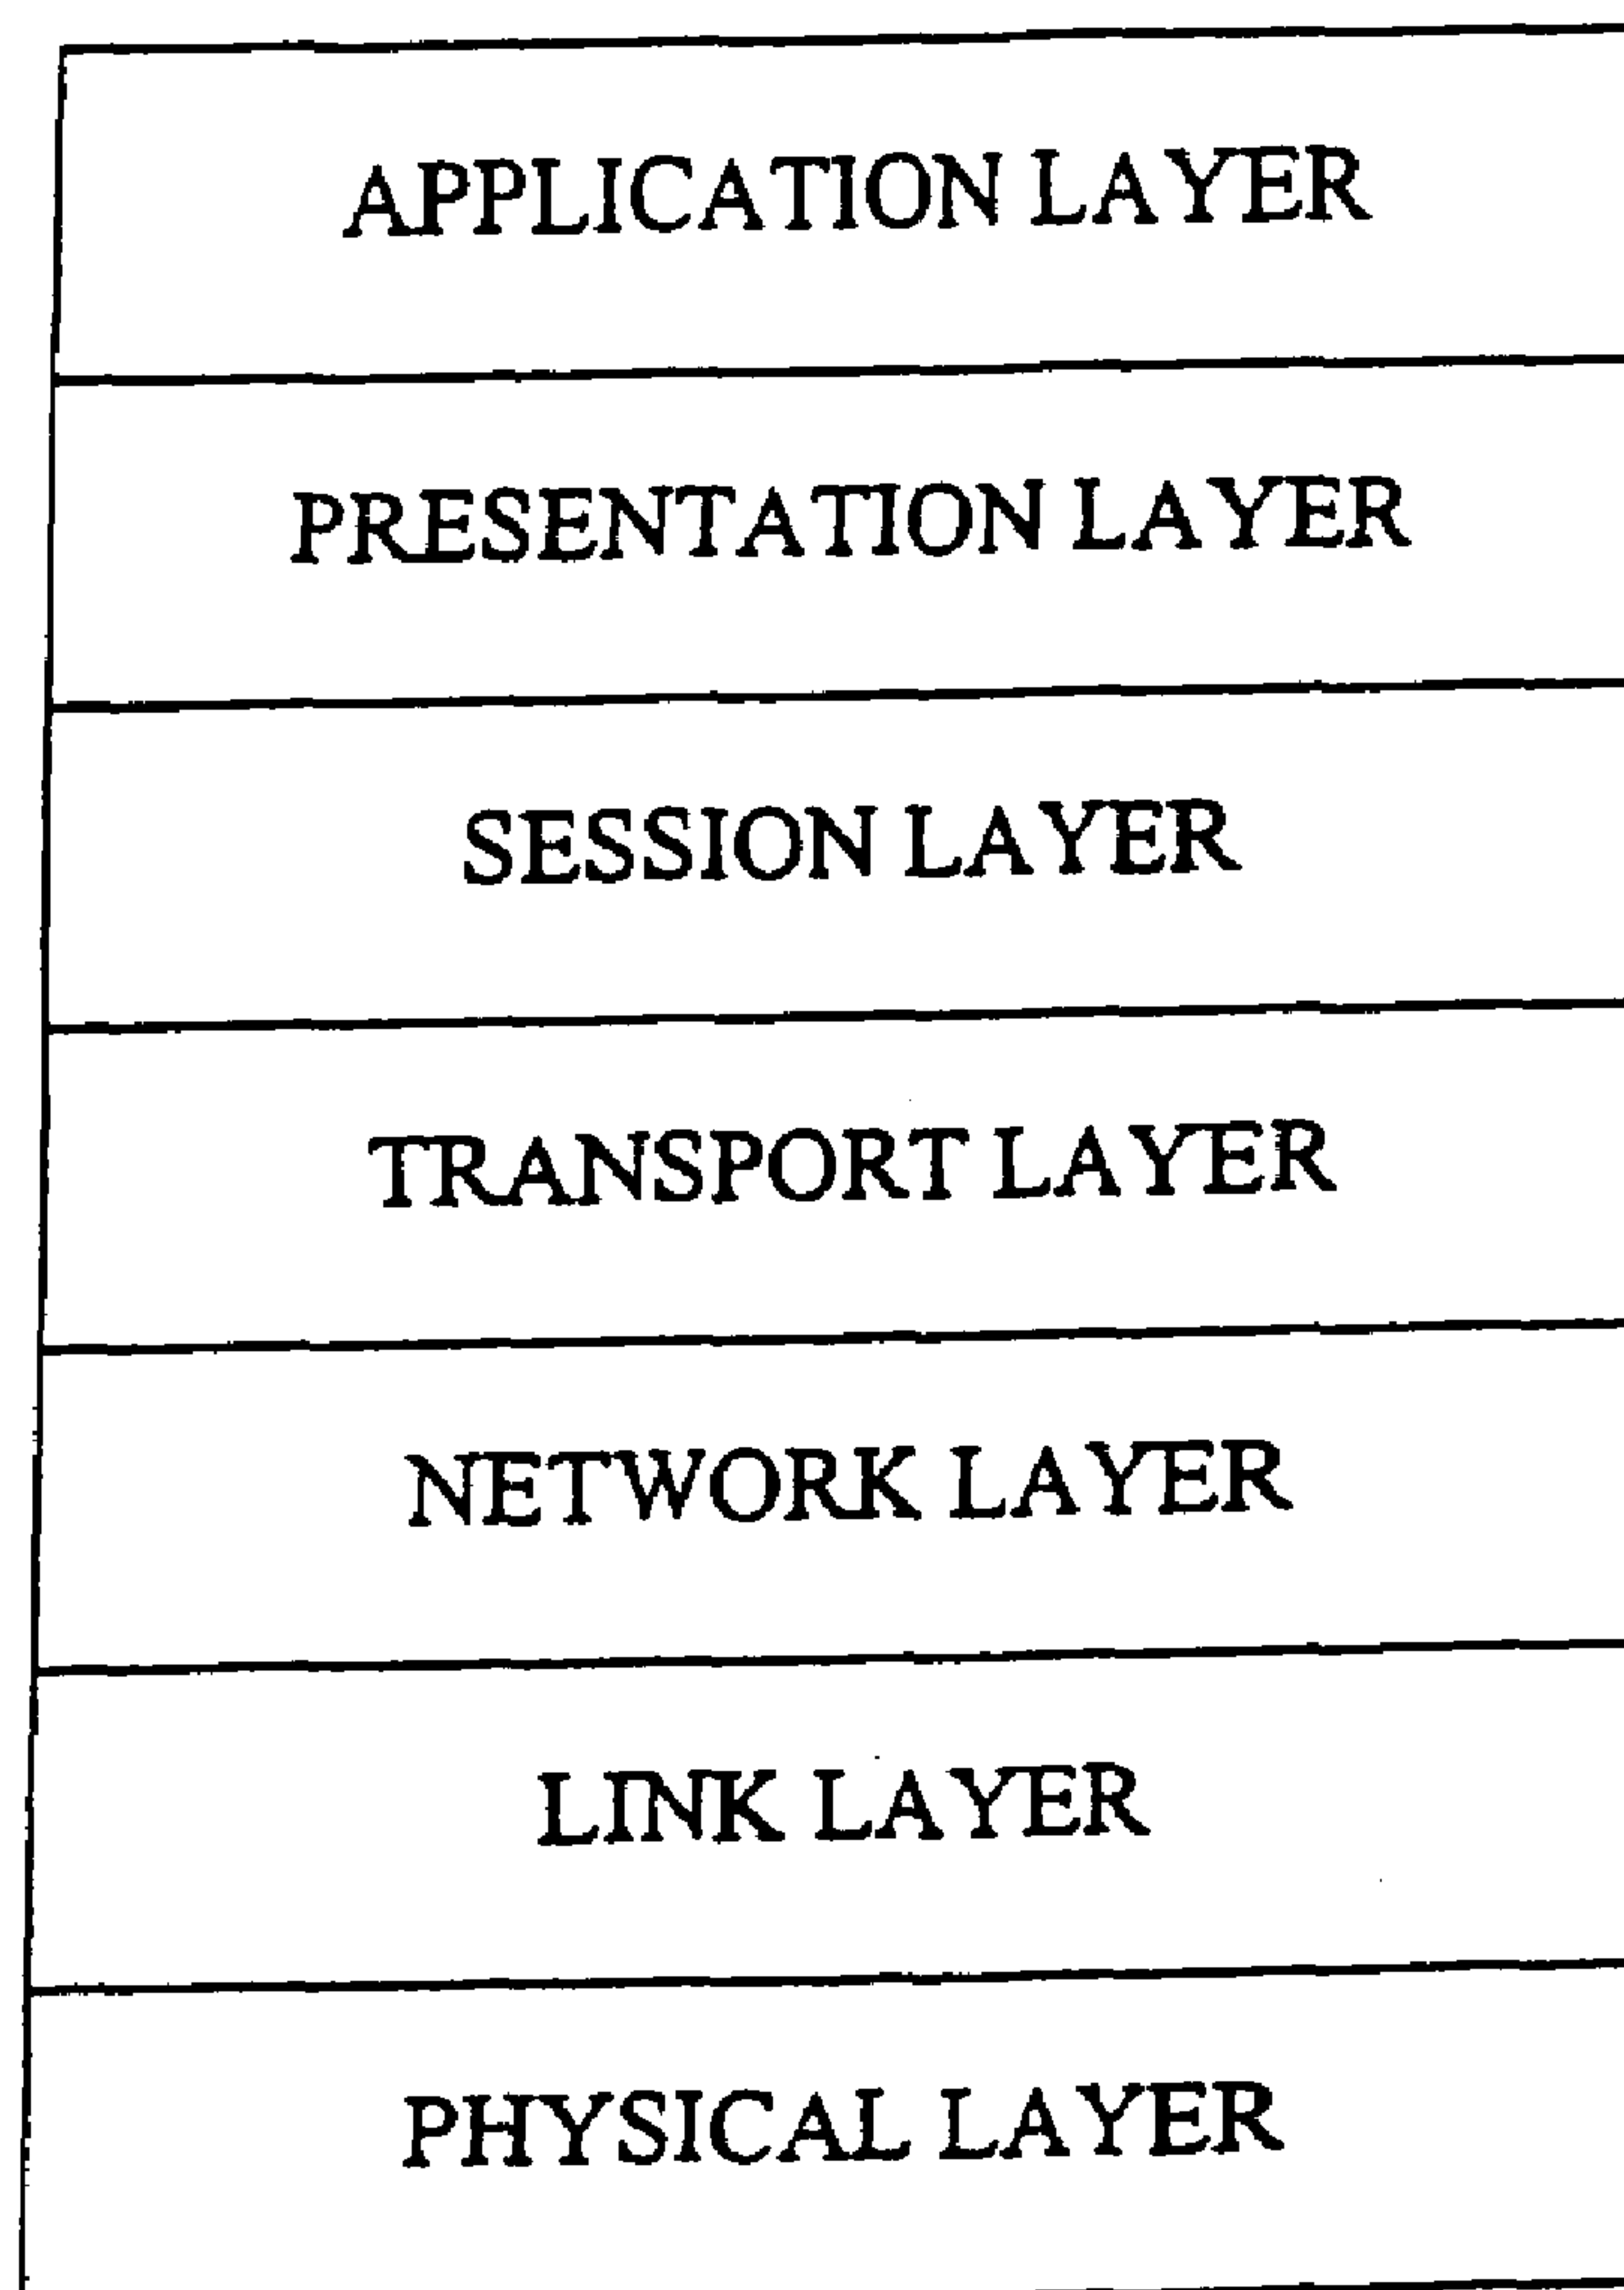 APPLICATION LAYER
PRESENTATION LAYER
SESSION LAYER
TRANSPORT LAYER
NETWORK LAYER
LINK LAYER
PHYSICAL LAYER